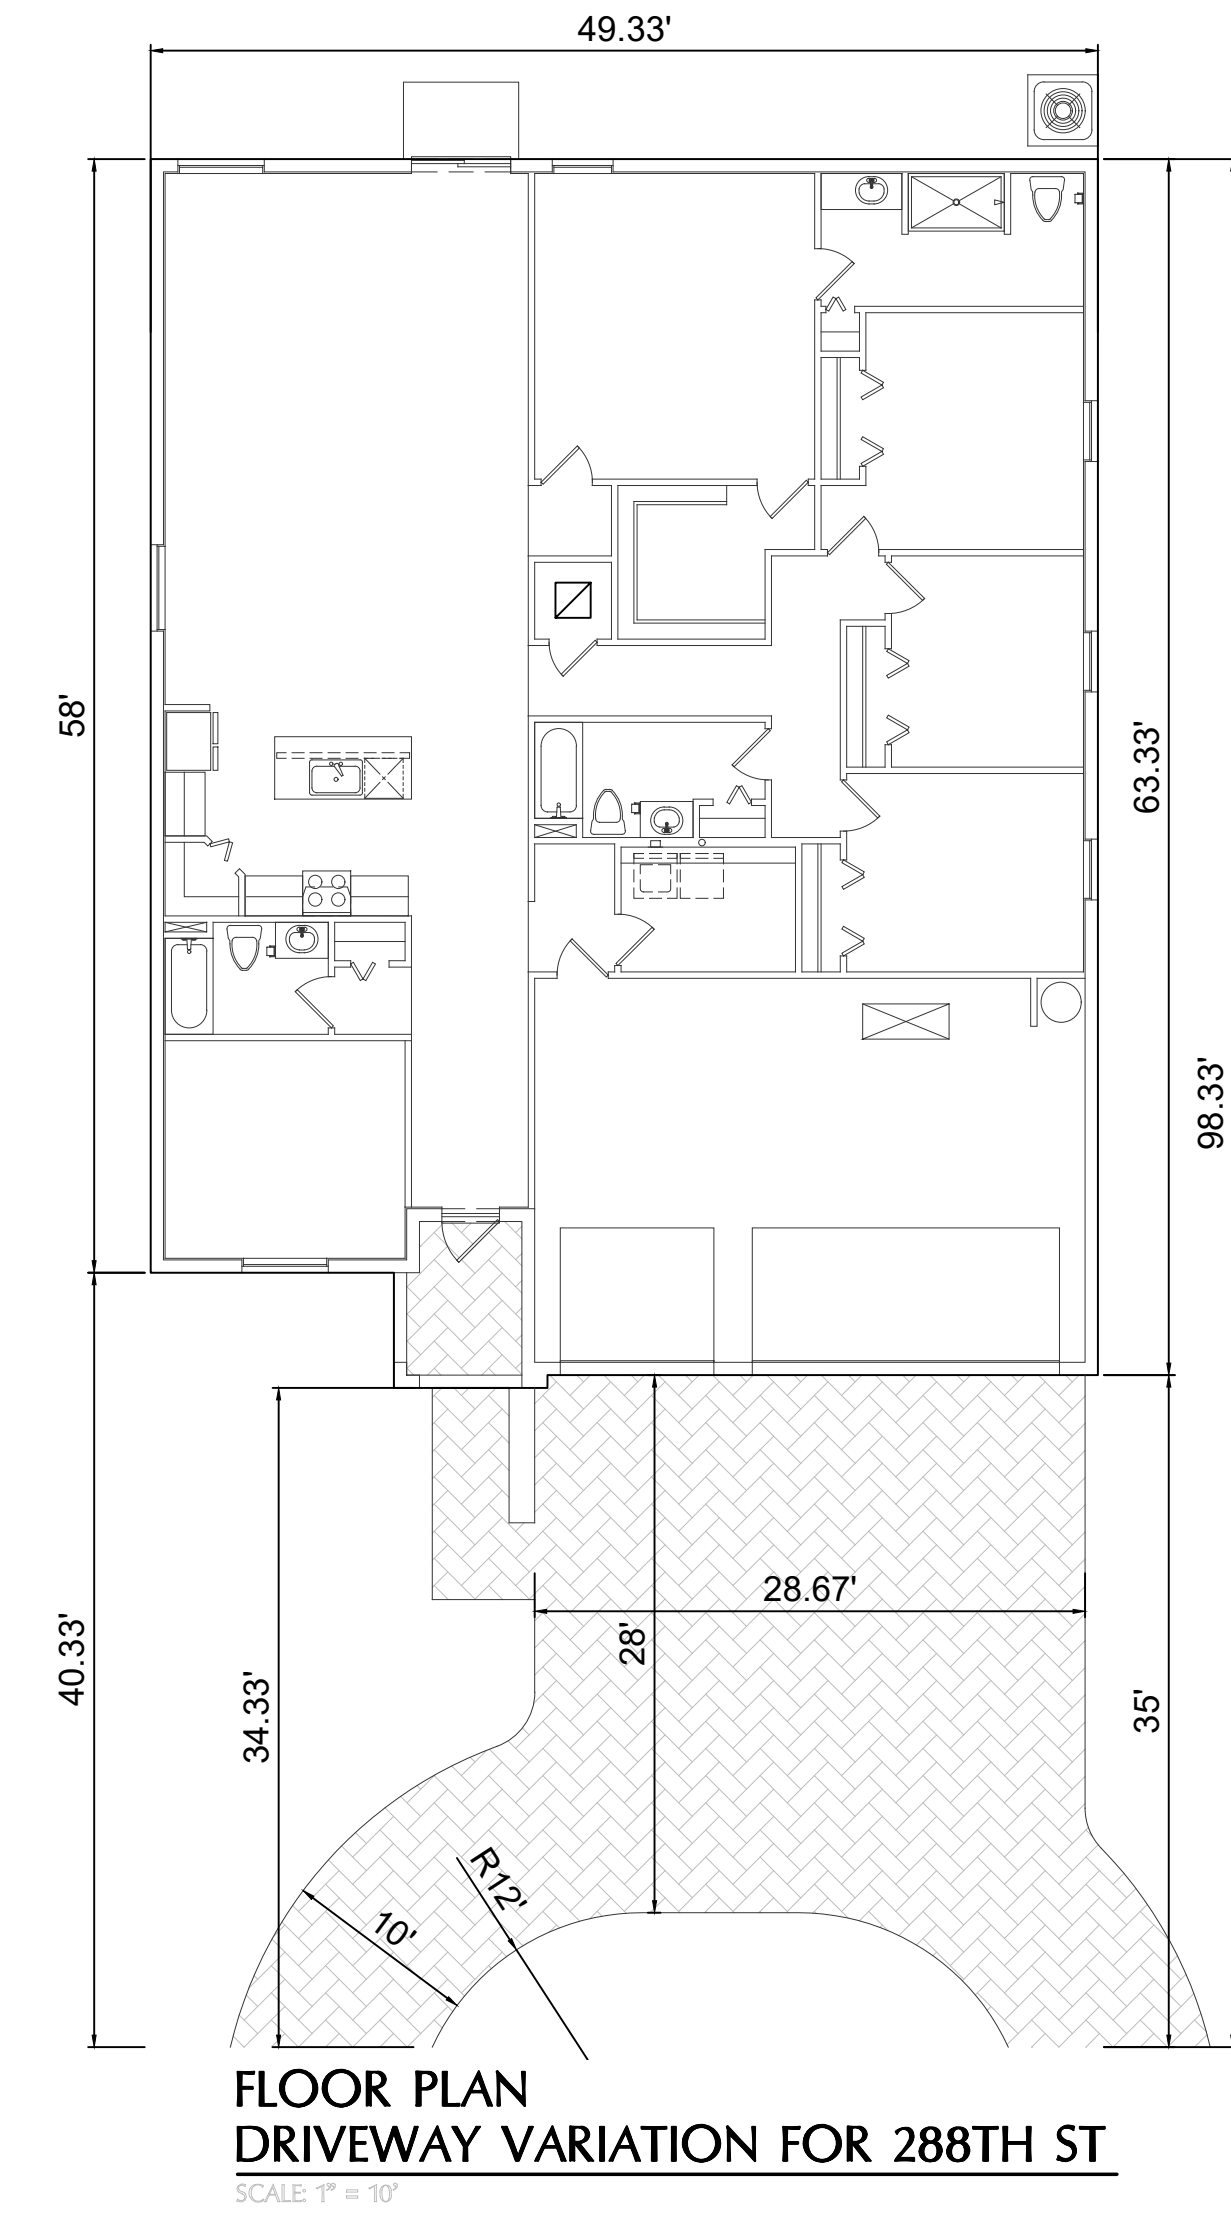 49.33'
58'
63.33'
98.33'
28.67'
28'
40.33'
34.33'
35'
R12'
10'
FLOOR PLAN
DRIVEWAY VARIATION FOR 288TH ST
SCALE: 1" = 10'